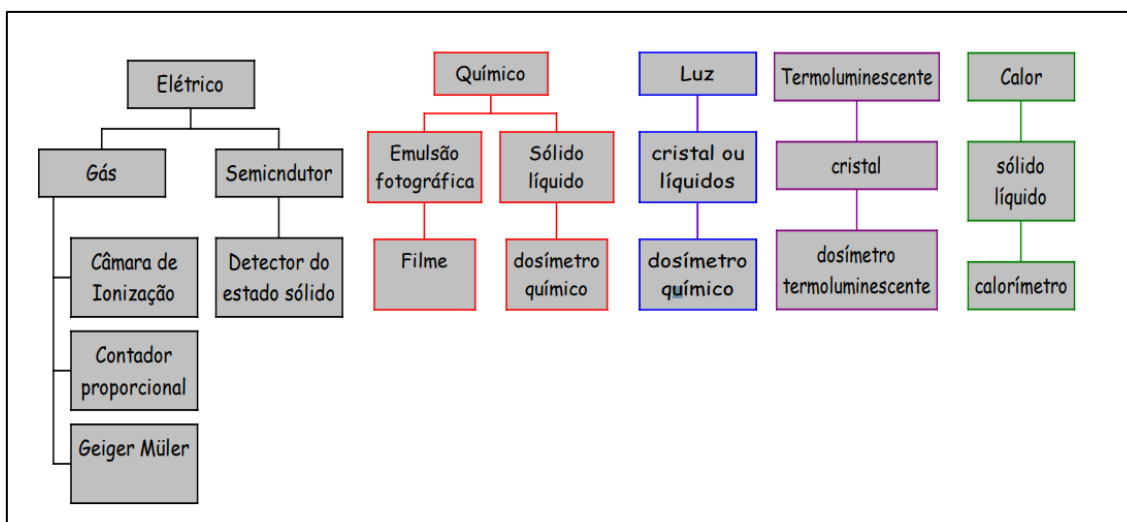 Elétrico
Gás
Semicndutor
Câmara de
Ionização
Detector do
estado sólido
Contador
proporcional
Geiger Müler
Químico
Emulsão
fotográfica
Sólido
líquido
Filme
dosímetro
químico
Luz
cristal ou
líquidos
dosímetro
químico
Termoluminescente
cristal
dosímetro
termoluminescente
Calor
sólido
líquido
calorímetro